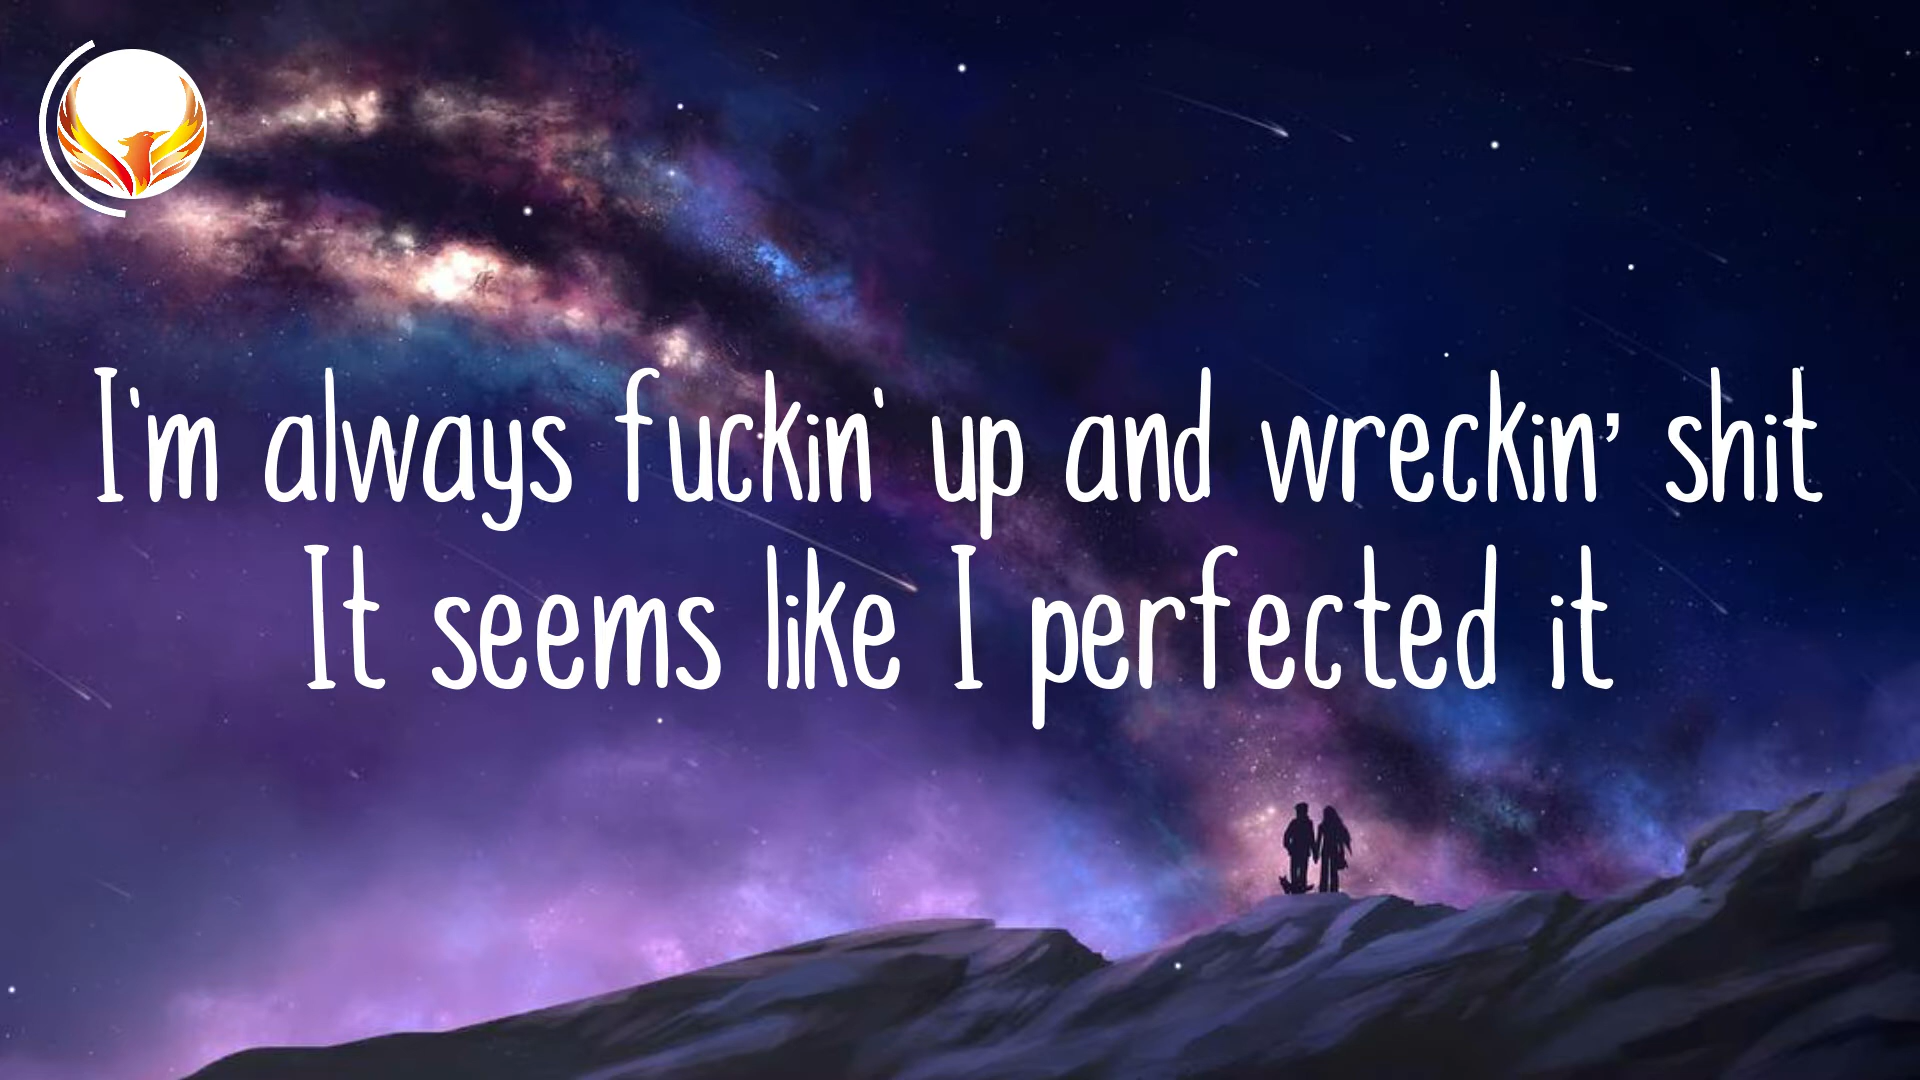 I'm always fuckin' up and wreckin’ shit
It seems like I perfected it